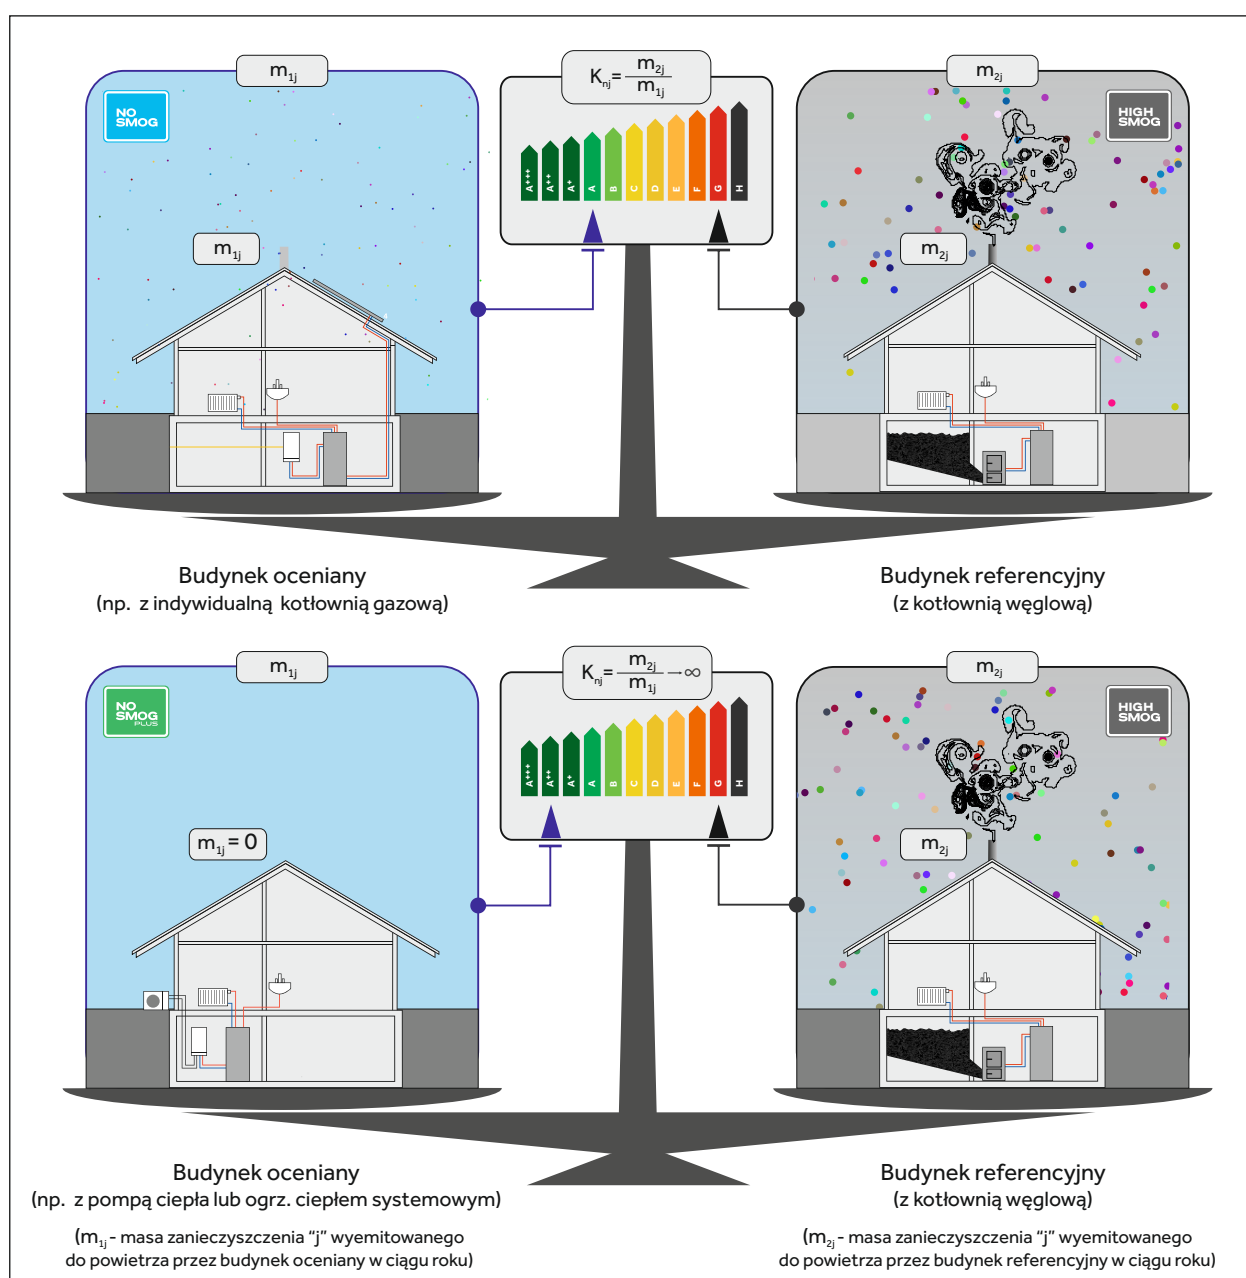 m1j
NO
SMOG
Knj= m2j
m1j
A+++ A++ A+ A B C D E F G H
m2j
HIGH
SMOG
m1j
m2j
4
Budynek oceniany
(np. z indywidualną kotłownią gazową)
Budynek referencyjny
(z kotłownią węglową)
m1j
NO
SMOG
PLUS
Knj= m2j →∞
m1j
A+++ A++ A+ A B C D E F G H
m2j
HIGH
SMOG
m1j = 0
m2j
Budynek oceniany
(np. z pompą ciepła lub ogrz. ciepłem systemowym)
(m1j - masa zanieczyszczenia “j” wyemitowanego
do powietrza przez budynek oceniany w ciągu roku)
Budynek referencyjny
(z kotłownią węglową)
(m2j - masa zanieczyszczenia “j” wyemitowanego
do powietrza przez budynek referencyjny w ciągu roku)